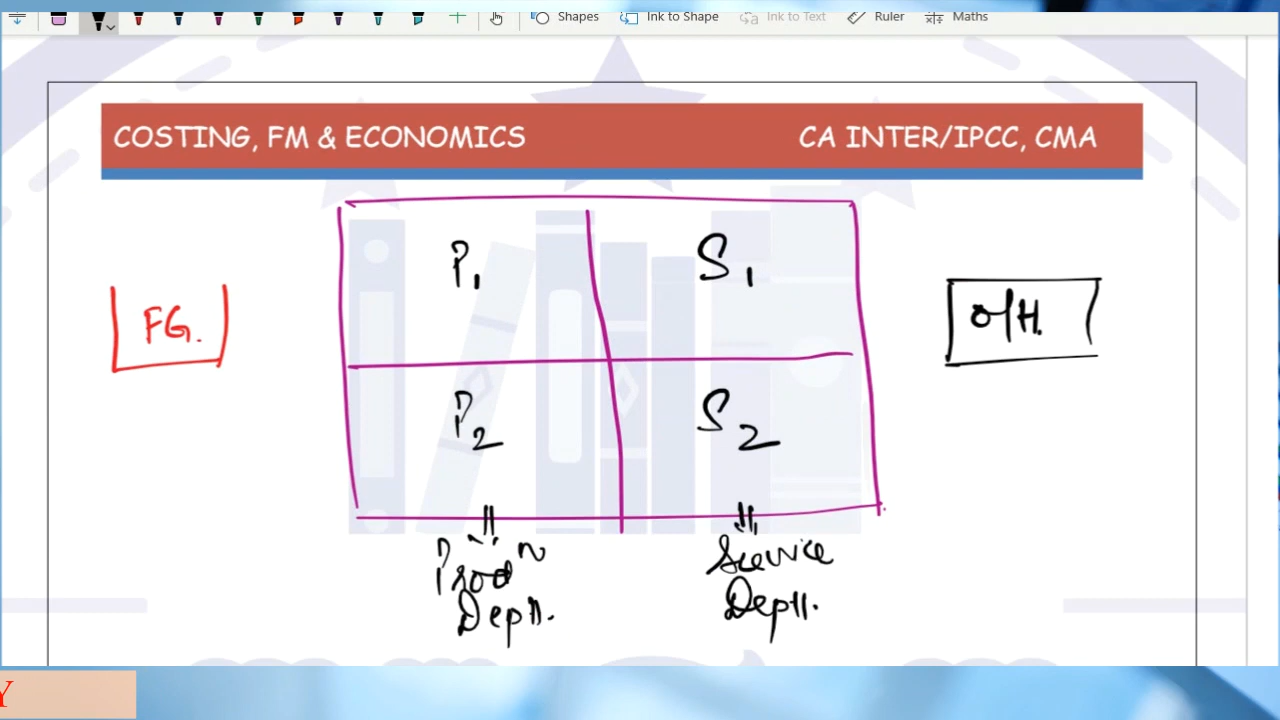 Shapes Ink to Shape Ink to Text Ruler Maths
COSTING, FM & ECONOMICS CA INTER/IPCC, CMA
P1 S1
FG. O/H.
P2 S2
Prodn Service
Deptt. Deptt.
Y